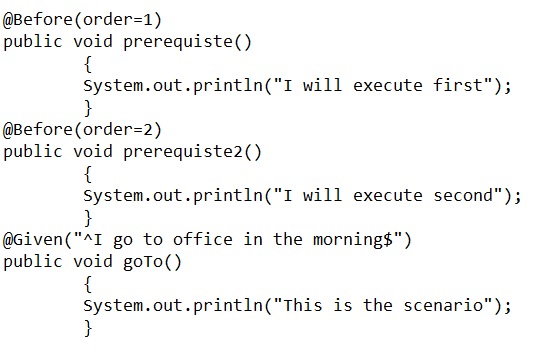 @Before(order=1)
public void prerequiste()
{
System.out.println("I will execute first");
}
@Before(order=2)
public void prerequiste2()
{
System.out.println("I will execute second");
}
@Given("^I go to office in the morning$")
public void goTo()
{
System.out.println("This is the scenario");
}